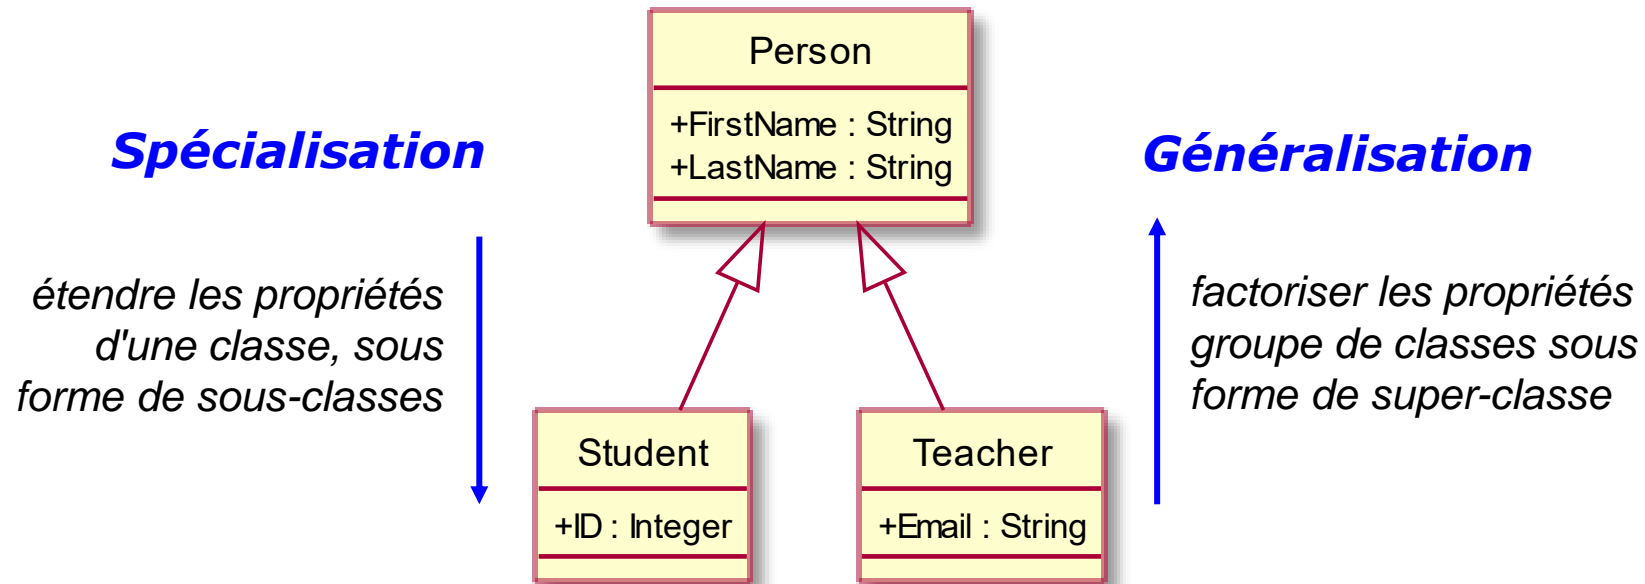 Person
+FirstName : String
+LastName : String
Spécialisation
étendre les propriétés
d'une classe, sous
forme de sous-classes
Généralisation
factoriser les propriétés
groupe de classes sous
forme de super-classe
Student
+ID : Integer
Teacher
+Email : String